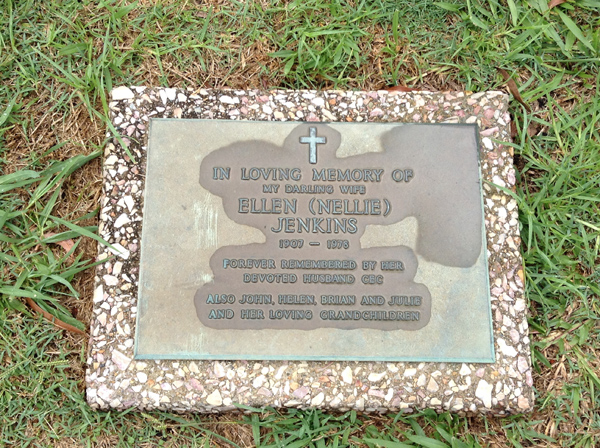 IN LOVING MEMORY OF
MY DARLING WIFE
ELLEN (NELLIE)
JENKINS
1907 — 1978
FOREVER REMEMBERED BY HER
DEVOTED HUSBAND CEC
ALSO JOHN, HELEN, BRIAN AND JULIE
AND HER LOVING GRANDCHILDREN